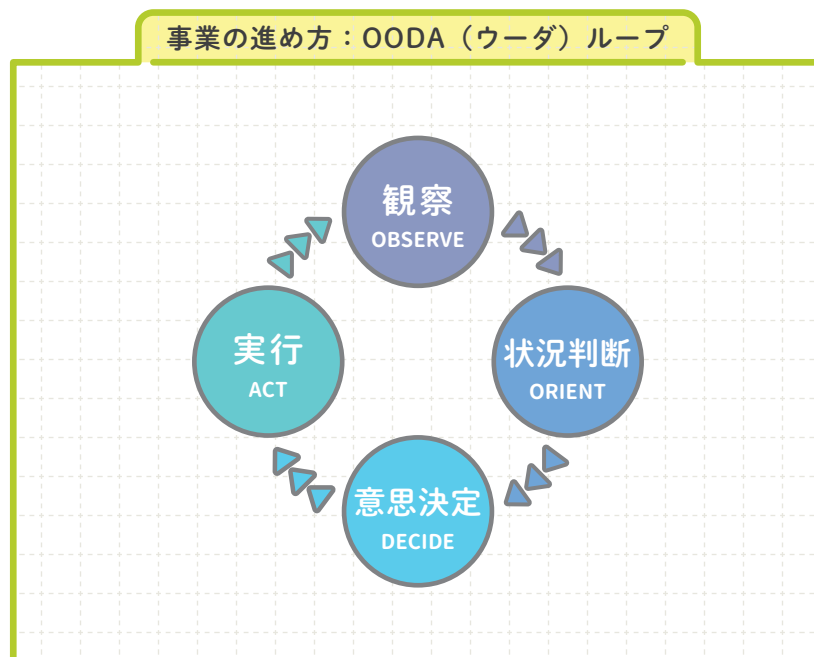 事業の進め方：OODA（ウーダ）ループ
観察
OBSERVE
状況判断
ORIENT
意思決定
DECIDE
実行
ACT